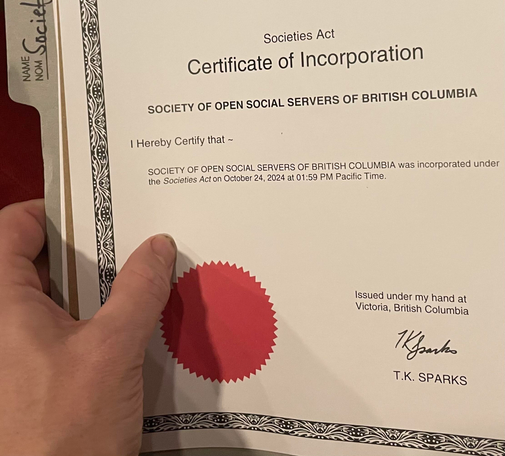 NAME
NOM Societ
Societies Act
Certificate of Incorporation
SOCIETY OF OPEN SOCIAL SERVERS OF BRITISH COLUMBIA
I Hereby Certify that ~
SOCIETY OF OPEN SOCIAL SERVERS OF BRITISH COLUMBIA was incorporated under
the Societies Act on October 24, 2024 at 01:59 PM Pacific Time.
Issued under my hand at
Victoria, British Columbia
TKSparks
T.K. SPARKS